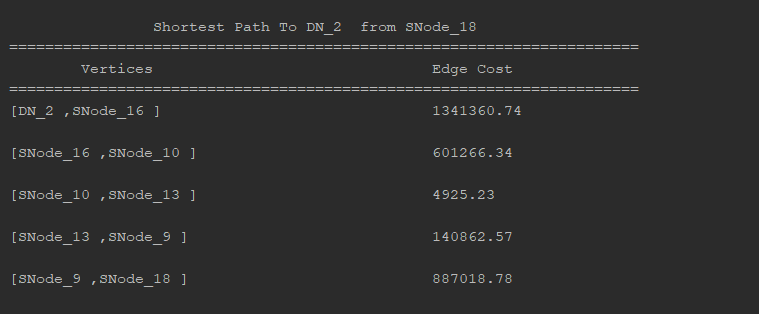 Shortest Path To DN_2  from SNode_18
======================================================================
Vertices Edge Cost
======================================================================
[DN_2 ,SNode_16 ] 1341360.74
[SNode_16 ,SNode_10 ] 601266.34
[SNode_10 ,SNode_13 ] 4925.23
[SNode_13 ,SNode_9 ] 140862.57
[SNode_9 ,SNode_18 ] 887018.78